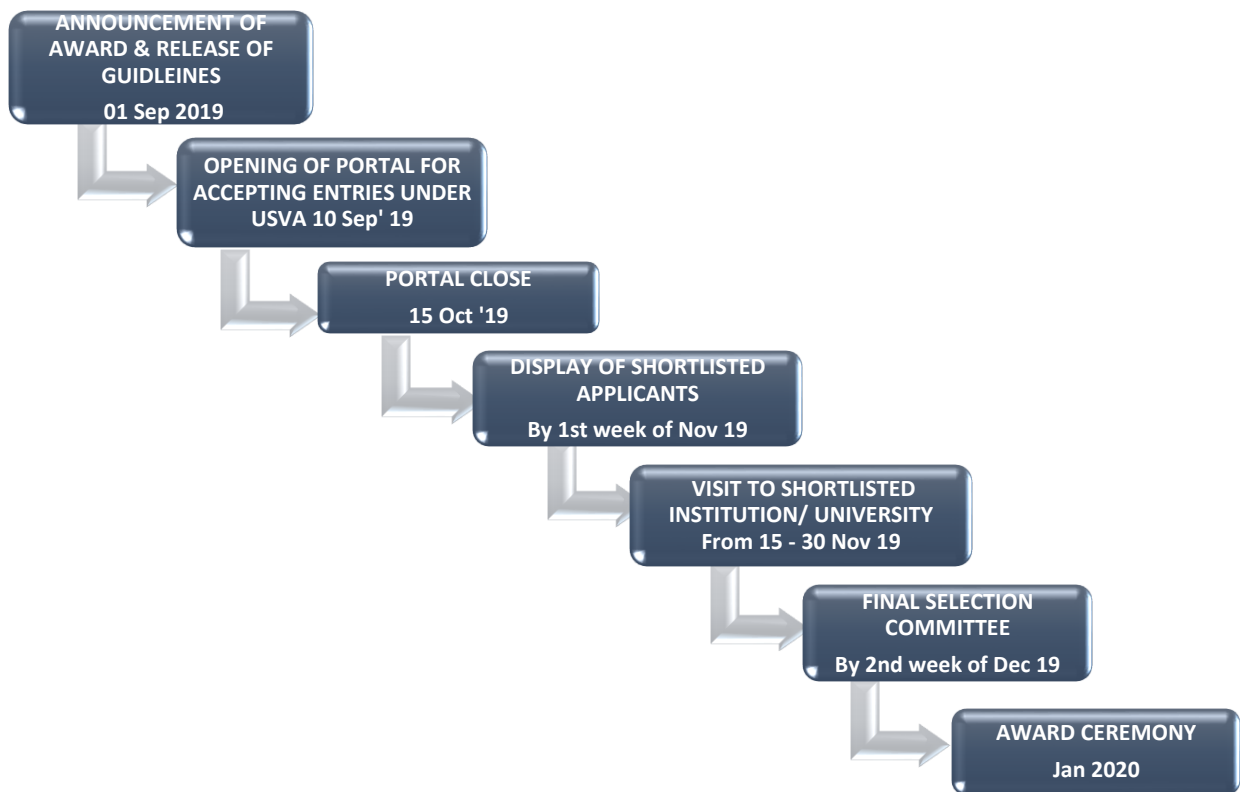 ANNOUNCEMENT OF
AWARD & RELEASE OF
GUIDLEINES
01 Sep 2019
OPENING OF PORTAL FOR
ACCEPTING ENTRIES UNDER
USVA 10 Sep' 19
PORTAL CLOSE
15 Oct '19
DISPLAY OF SHORTLISTED
APPLICANTS
By 1st week of Nov 19
VISIT TO SHORTLISTED
INSTITUTION/ UNIVERSITY
From 15 - 30 Nov 19
FINAL SELECTION
COMMITTEE
By 2nd week of Dec 19
AWARD CEREMONY
Jan 2020